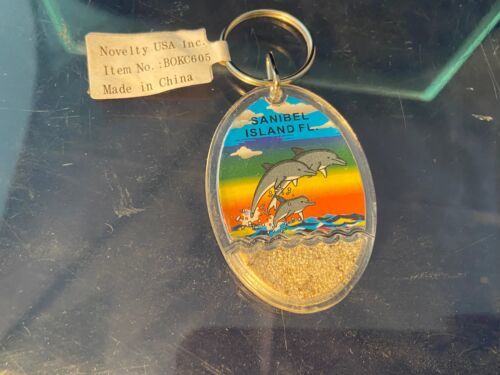 Novelty USA Inc.
Item No.:BOKC605
Made in China
SANIBEL
ISLAND FL.